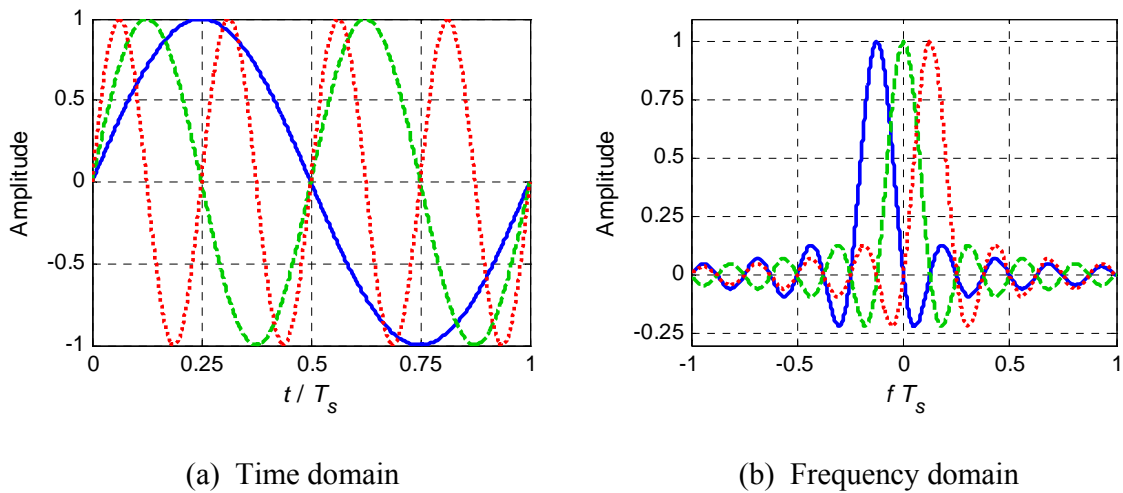 1
0.5
0
-0.5
-1
Amplitude
0 0.25 0.5 0.75 1
t / T_s
(a) Time domain
1
0.75
0.5
0.25
0
-0.25
Amplitude
-1 -0.5 0 0.5 1
f T_s
(b) Frequency domain